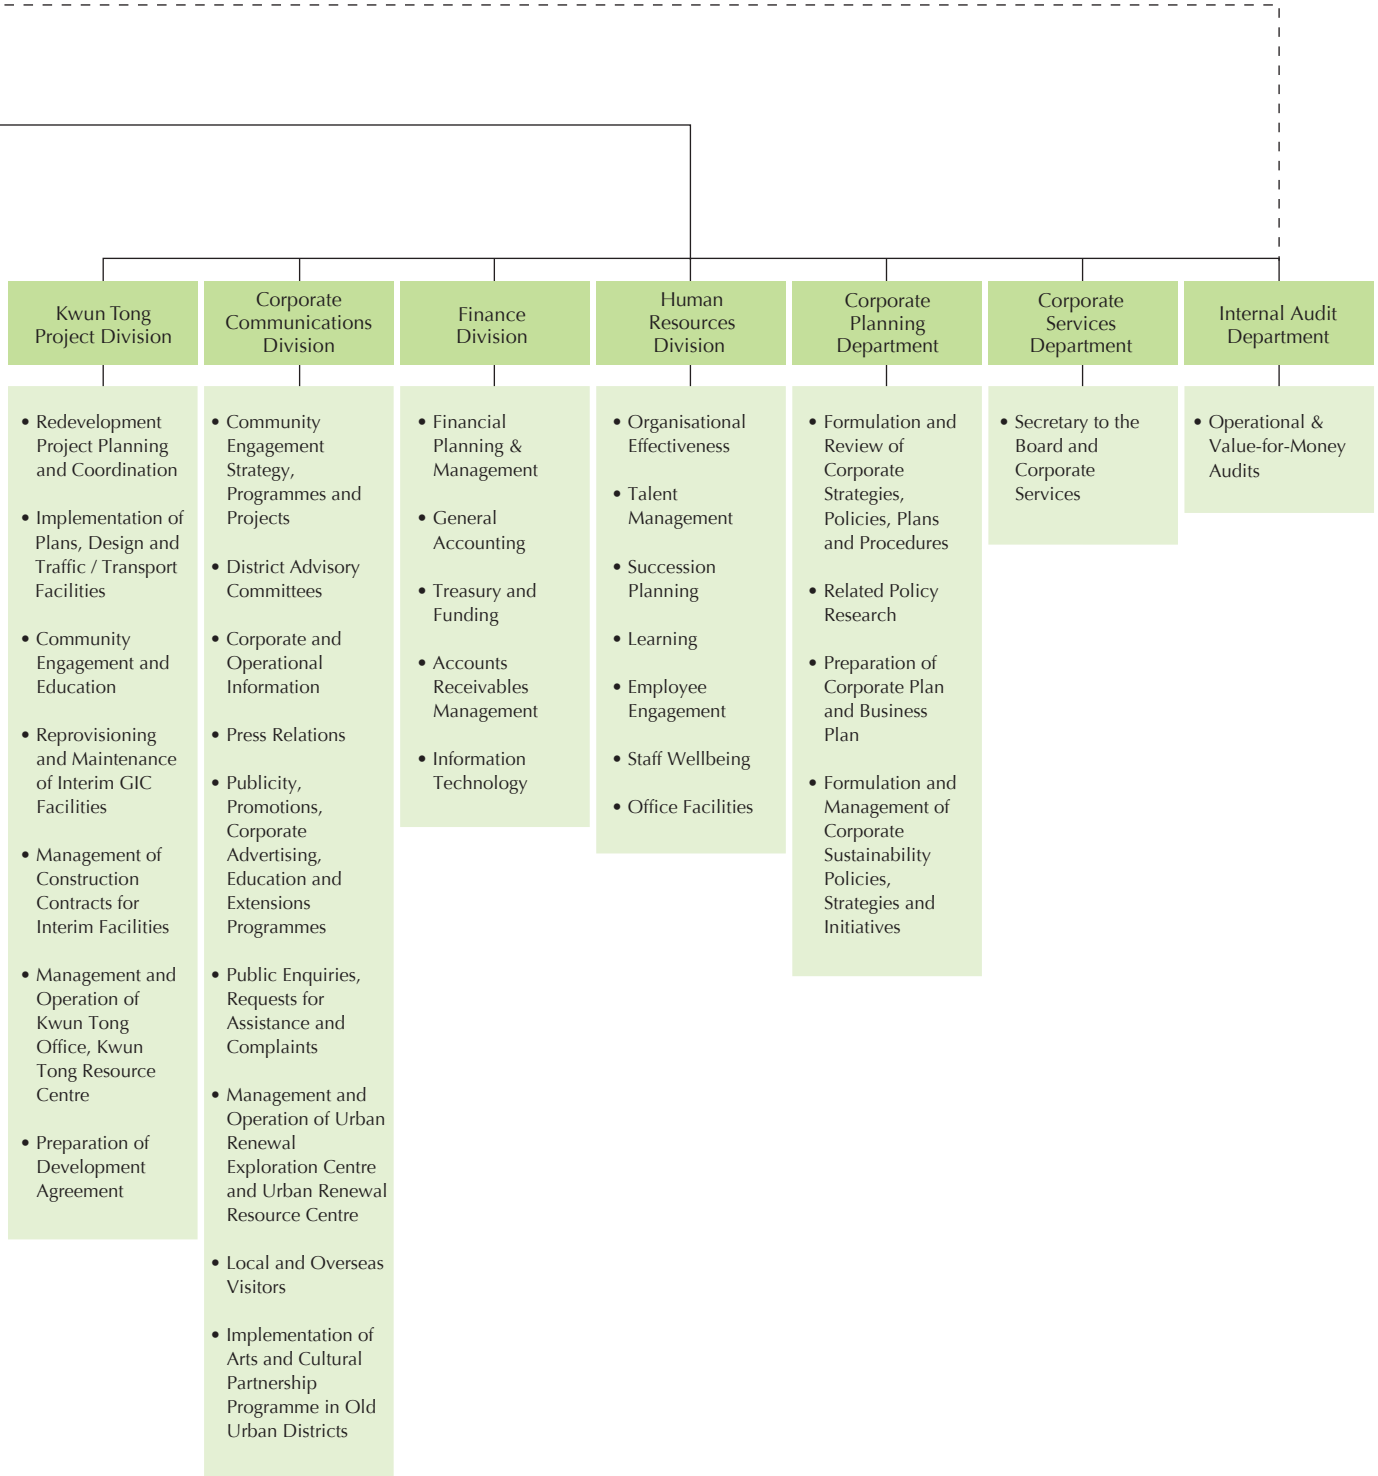 Kwun Tong
Project Division
• Redevelopment
Project Planning
and Coordination
• Implementation of
Plans, Design and
Traffic / Transport
Facilities
• Community
Engagement and
Education
• Reprovisioning
and Maintenance
of Interim GIC
Facilities
• Management of
Construction
Contracts for
Interim Facilities
• Management and
Operation of
Kwun Tong
Office, Kwun
Tong Resource
Centre
• Preparation of
Development
Agreement
Corporate
Communications
Division
• Community
Engagement
Strategy,
Programmes and
Projects
• District Advisory
Committees
• Corporate and
Operational
Information
• Press Relations
• Publicity,
Promotions,
Corporate
Advertising,
Education and
Extensions
Programmes
• Public Enquiries,
Requests for
Assistance and
Complaints
• Management and
Operation of Urban
Renewal
Exploration Centre
and Urban Renewal
Resource Centre
• Local and Overseas
Visitors
• Implementation of
Arts and Cultural
Partnership
Programme in Old
Urban Districts
Finance
Division
• Financial
Planning &
Management
• General
Accounting
• Treasury and
Funding
• Accounts
Receivables
Management
• Information
Technology
Human
Resources
Division
• Organisational
Effectiveness
• Talent
Management
• Succession
Planning
• Learning
• Employee
Engagement
• Staff Wellbeing
• Office Facilities
Corporate
Planning
Department
• Formulation and
Review of
Corporate
Strategies,
Policies, Plans
and Procedures
• Related Policy
Research
• Preparation of
Corporate Plan
and Business
Plan
• Formulation and
Management of
Corporate
Sustainability
Policies,
Strategies and
Initiatives
Corporate
Services
Department
• Secretary to the
Board and
Corporate
Services
Internal Audit
Department
• Operational &
Value-for-Money
Audits